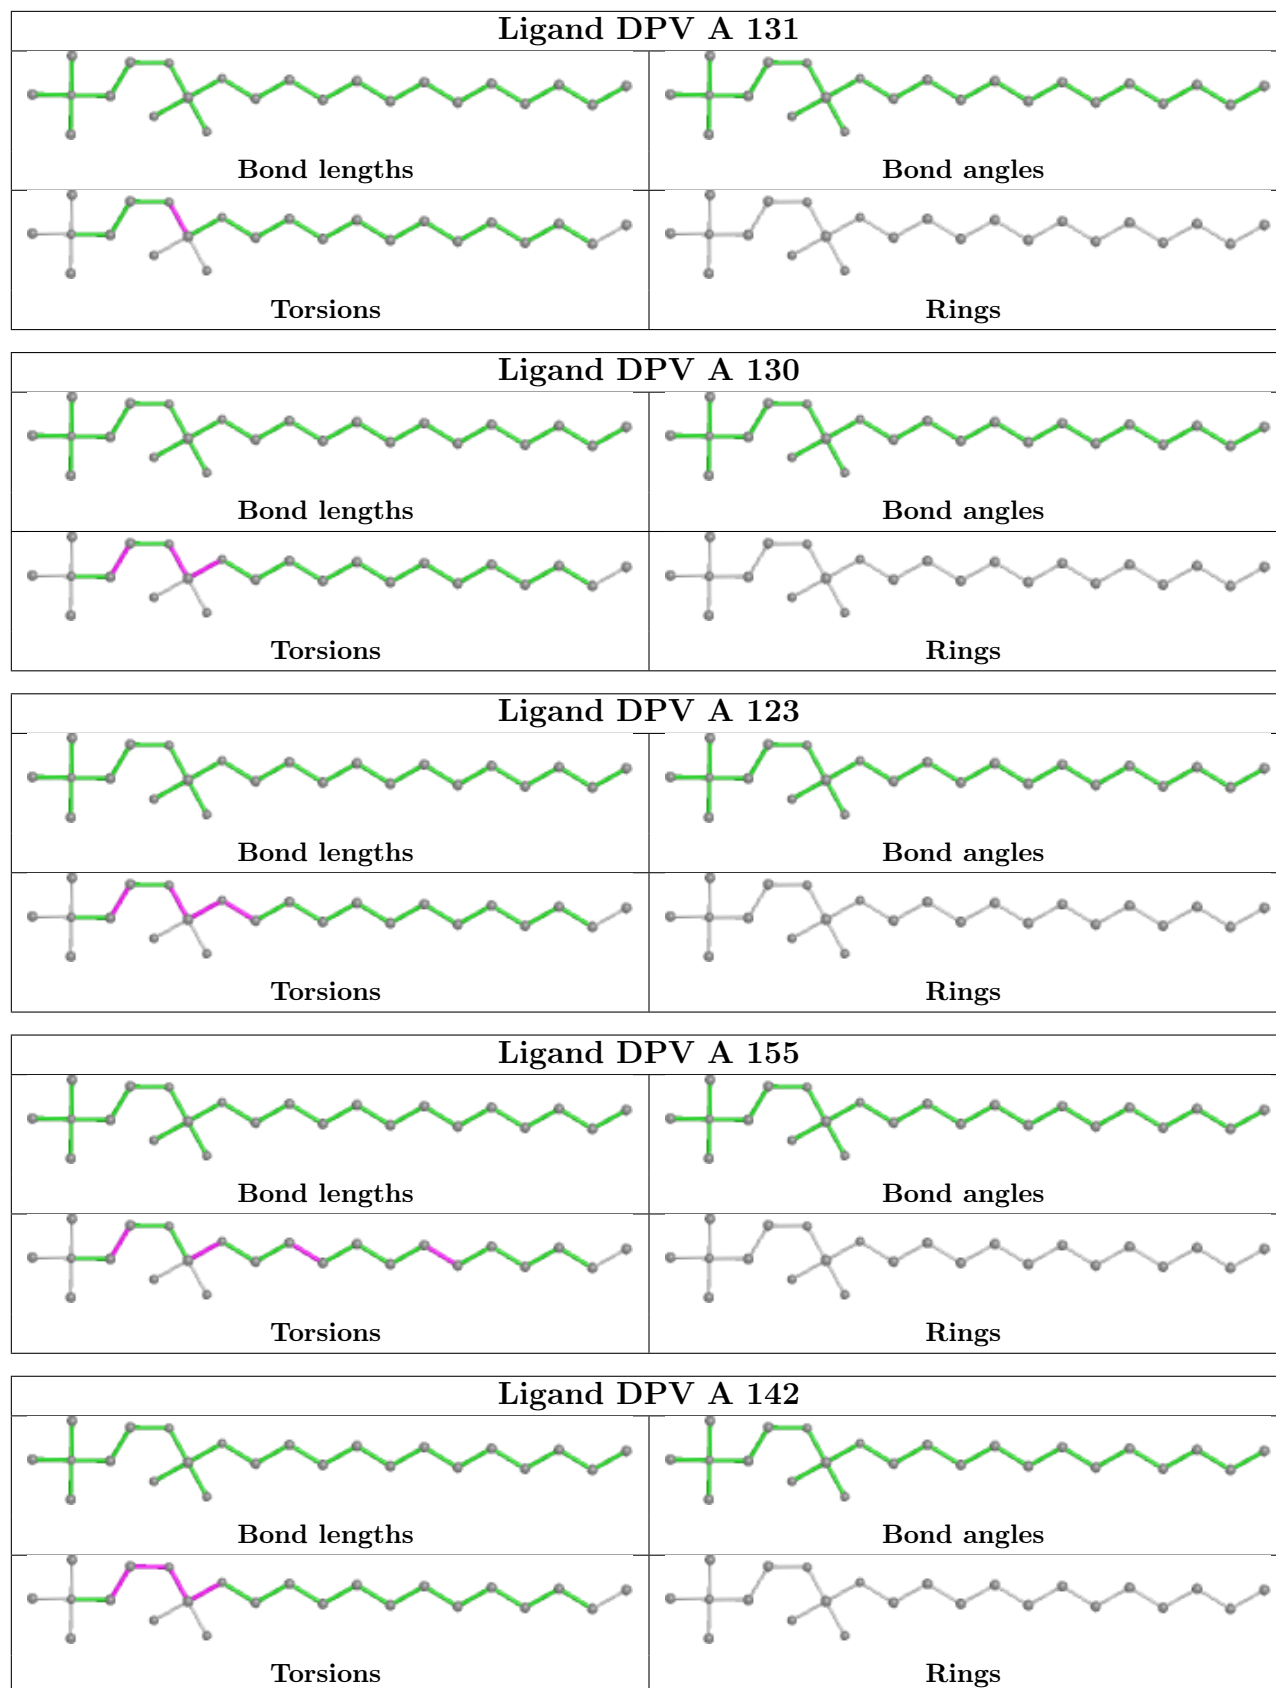 Ligand DPV A 131
Bond lengths
Bond angles
Torsions
Rings
Ligand DPV A 130
Bond lengths
Bond angles
Torsions
Rings
Ligand DPV A 123
Bond lengths
Bond angles
Torsions
Rings
Ligand DPV A 155
Bond lengths
Bond angles
Torsions
Rings
Ligand DPV A 142
Bond lengths
Bond angles
Torsions
Rings